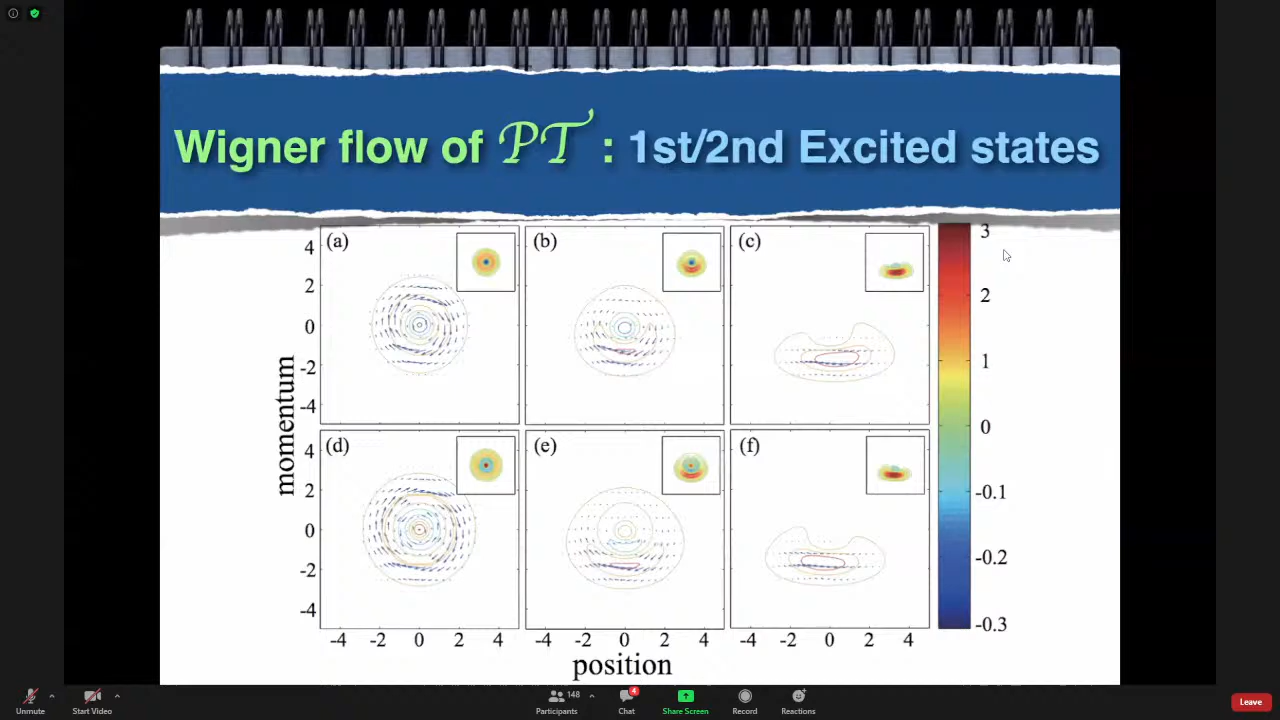 Wigner flow of 𝒫𝒯 : 1st/2nd Excited states
(a) (b) (c)
4
2
0
-2
-4
(d) (e) (f)
4
2
0
-2
-4
momentum
-4 -2 0 2 4 -4 -2 0 2 4 -4 -2 0 2 4
position
3
2
1
0
-0.1
-0.2
-0.3
148
4
Unmute Start Video Participants Chat Share Screen Record Reactions Leave